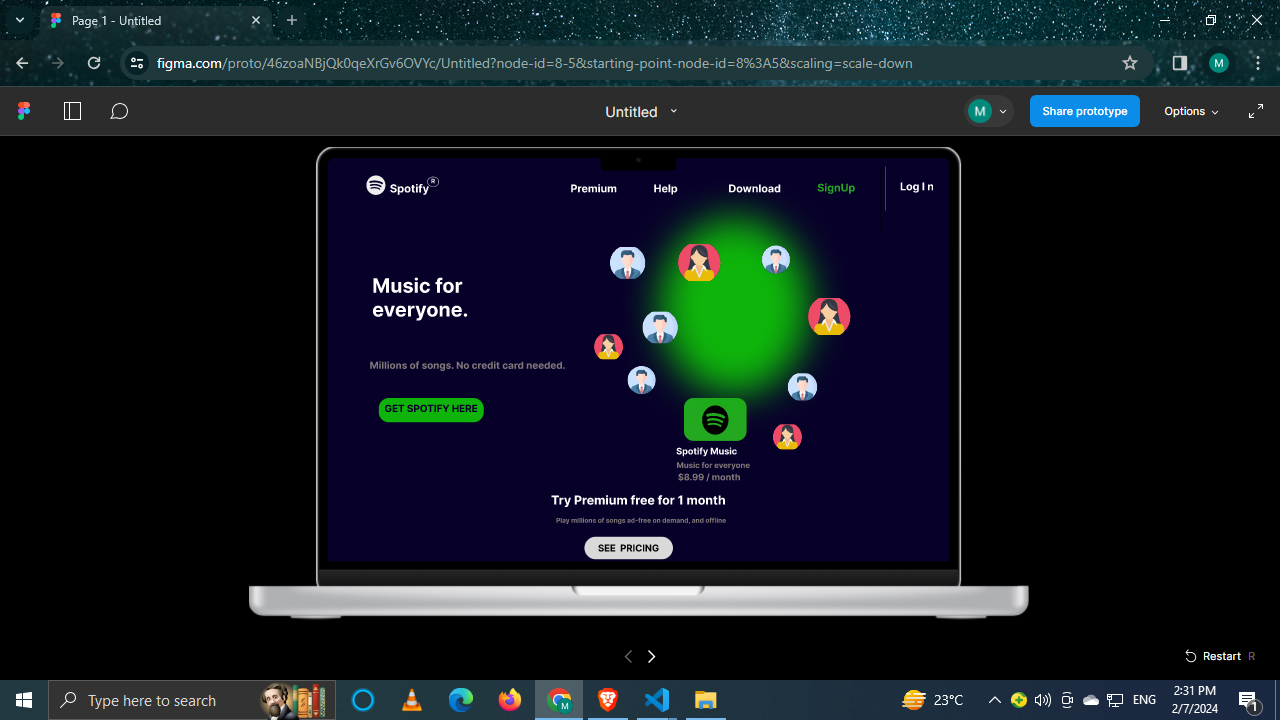 Page 1 - Untitled
figma.com/proto/46zoaNBjQk0qeXrGv6OVYc/Untitled?node-id=8-5&starting-point-node-id=8%3A5&scaling=scale-down
M
Untitled
M
Share prototype
Options
Spotify
R
Premium
Help
Download
SignUp
Log I n
Music for
everyone.
Millions of songs. No credit card needed.
GET SPOTIFY HERE
Spotify Music
Music for everyone
$8.99 / month
Try Premium free for 1 month
Play millions of songs ad-free on demand, and offline
SEE PRICING
Restart R
Type here to search
M
23°C
ENG
2:31 PM
2/7/2024
1